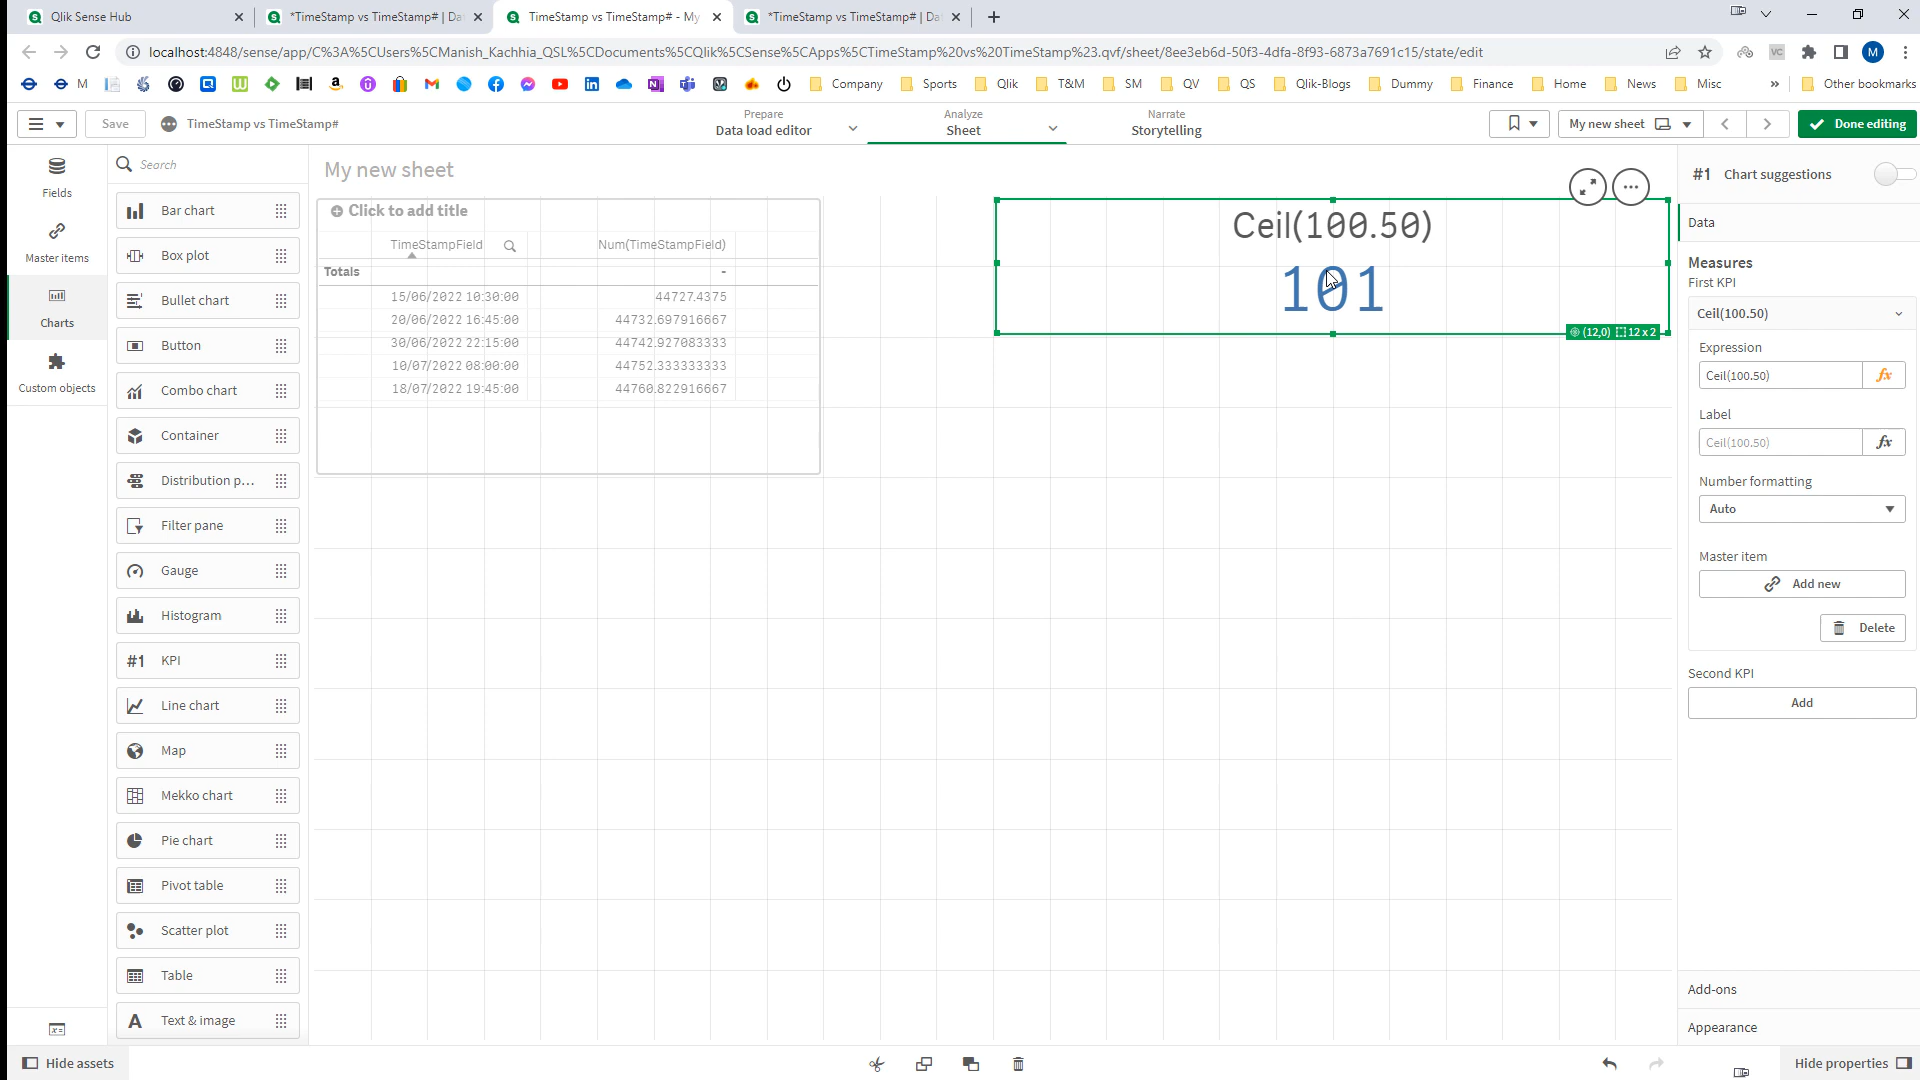 Qlik Sense Hub
*TimeStamp vs TimeStamp# | Da
TimeStamp vs TimeStamp# - My
*TimeStamp vs TimeStamp# | Da
localhost:4848/sense/app/C%3A%5CUsers%5CManish_Kachhia_QSL%5CDocuments%5CQlik%5CSense%5CApps%5CTimeStamp%20vs%20TimeStamp%23.qvf/sheet/8ee3eb6d-50f3-4dfa-8f93-6873a7691c15/state/edit
M
M
Company
Sports
Qlik
T&M
SM
QV
QS
Qlik-Blogs
Dummy
Finance
Home
News
Misc
»
Other bookmarks
Save
TimeStamp vs TimeStamp#
Prepare
Data load editor
Analyze
Sheet
Narrate
Storytelling
My new sheet
Done editing
Fields
Master items
Charts
Custom objects
Search
Bar chart
Box plot
Bullet chart
Button
Combo chart
Container
Distribution p...
Filter pane
Gauge
Histogram
#1 KPI
Line chart
Map
Mekko chart
Pie chart
Pivot table
Scatter plot
Table
A Text & image
My new sheet
Click to add title
TimeStampField Num(TimeStampField)
Totals -
15/06/2022 10:30:00 44727.4375
20/06/2022 16:45:00 44732.697916667
30/06/2022 22:15:00 44742.927083333
10/07/2022 08:00:00 44752.333333333
18/07/2022 19:45:00 44760.822916667
Ceil(100.50)
101
(12,0) 12 x 2
#1 Chart suggestions
Data
Measures
First KPI
Ceil(100.50)
Expression
Ceil(100.50) fx
Label
Ceil(100.50) fx
Number formatting
Auto
Master item
Add new
Delete
Second KPI
Add
Add-ons
Appearance
Hide assets
Hide properties